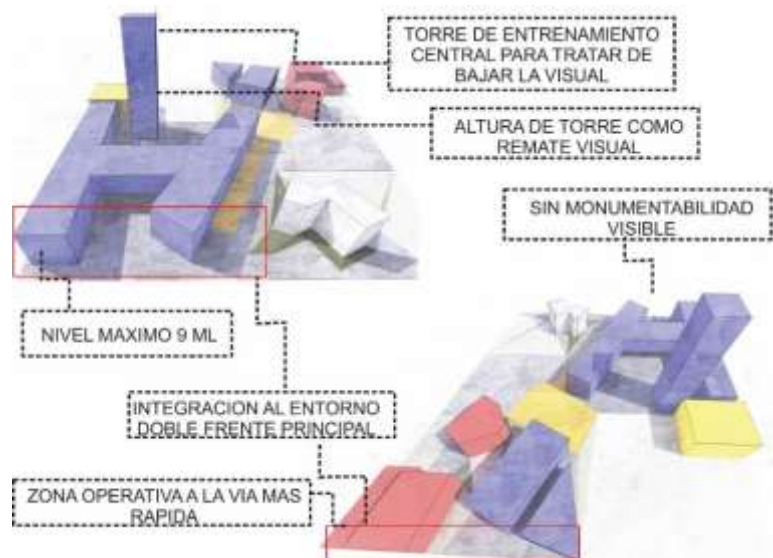 TORRE DE ENTRENAMIENTO
CENTRAL PARA TRATAR DE
BAJAR LA VISUAL
ALTURA DE TORRE COMO
REMATE VISUAL
SIN MONUMENTABILIDAD
VISIBLE
NIVEL MAXIMO 9 ML
INTEGRACION AL ENTORNO
DOBLE FRENTE PRINCIPAL
ZONA OPERATIVA A LA VIA MAS
RAPIDA